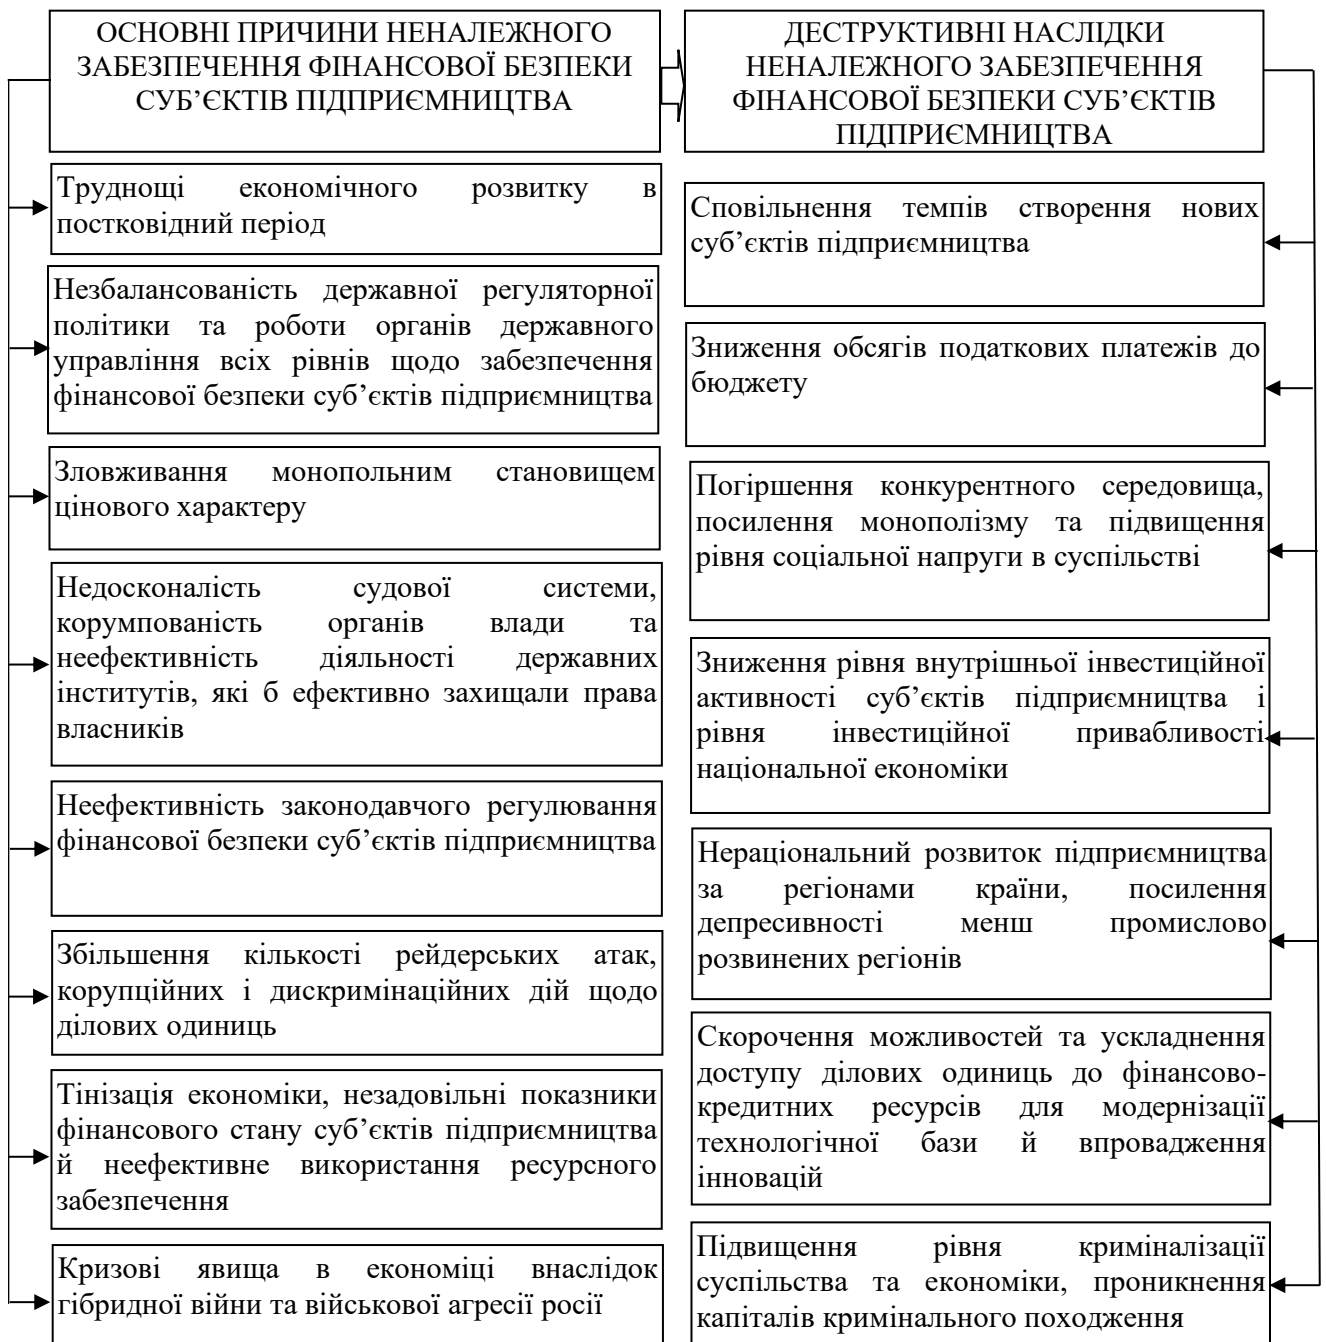 ОСНОВНІ ПРИЧИНИ НЕНАЛЕЖНОГО
ЗАБЕЗПЕЧЕННЯ ФІНАНСОВОЇ БЕЗПЕКИ
СУБ’ЄКТІВ ПІДПРИЄМНИЦТВА
Труднощі економічного розвитку в
постковідний період
Незбалансованість державної регуляторної
політики та роботи органів державного
управління всіх рівнів щодо забезпечення
фінансової безпеки суб’єктів підприємництва
Зловживання монопольним становищем
цінового характеру
Недосконалість судової системи,
корумпованість органів влади та
неефективність діяльності державних
інститутів, які б ефективно захищали права
власників
Неефективність законодавчого регулювання
фінансової безпеки суб’єктів підприємництва
Збільшення кількості рейдерських атак,
корупційних і дискримінаційних дій щодо
ділових одиниць
Тінізація економіки, незадовільні показники
фінансового стану суб’єктів підприємництва
й неефективне використання ресурсного
забезпечення
Кризові явища в економіці внаслідок
гібридної війни та військової агресії росії
ДЕСТРУКТИВНІ НАСЛІДКИ
НЕНАЛЕЖНОГО ЗАБЕЗПЕЧЕННЯ
ФІНАНСОВОЇ БЕЗПЕКИ СУБ’ЄКТІВ
ПІДПРИЄМНИЦТВА
Сповільнення темпів створення нових
суб’єктів підприємництва
Зниження обсягів податкових платежів до
бюджету
Погіршення конкурентного середовища,
посилення монополізму та підвищення
рівня соціальної напруги в суспільстві
Зниження рівня внутрішньої інвестиційної
активності суб’єктів підприємництва і
рівня інвестиційної привабливості
національної економіки
Нераціональний розвиток підприємництва
за регіонами країни, посилення
депресивності менш промислово
розвинених регіонів
Скорочення можливостей та ускладнення
доступу ділових одиниць до фінансово-
кредитних ресурсів для модернізації
технологічної бази й впровадження
інновацій
Підвищення рівня криміналізації
суспільства та економіки, проникнення
капіталів кримінального походження